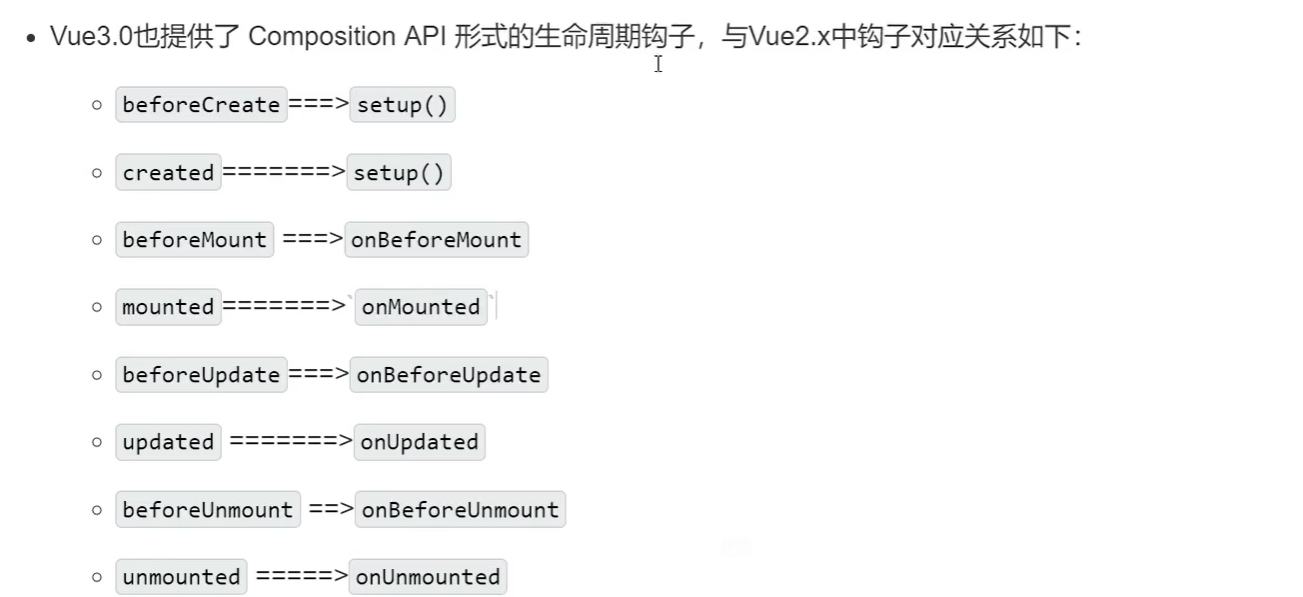 Vue3.0也提供了 Composition API 形式的生命周期钩子，与Vue2.x中钩子对应关系如下：
beforeCreate===>setup()
created=======>setup()
beforeMount ===>onBeforeMount
mounted=======>`onMounted`
beforeUpdate===>onBeforeUpdate
updated =======>onUpdated
beforeUnmount ==>onBeforeUnmount
unmounted =====>onUnmounted